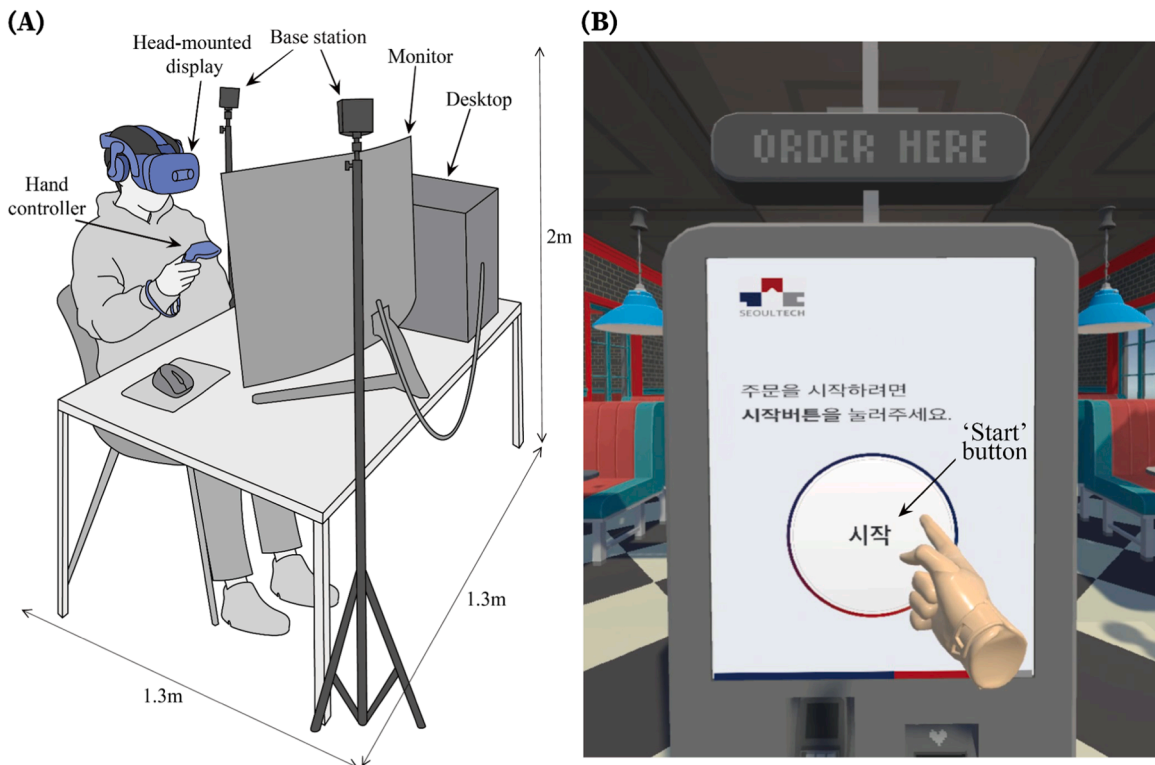 (A)
Head-mounted
display
Base station
Monitor
Desktop
Hand
controller
2m
1.3m
1.3m
(B)
ORDER HERE
SEOULTECH
주문을 시작하려면
시작버튼을 눌러주세요.
'Start'
button
시작